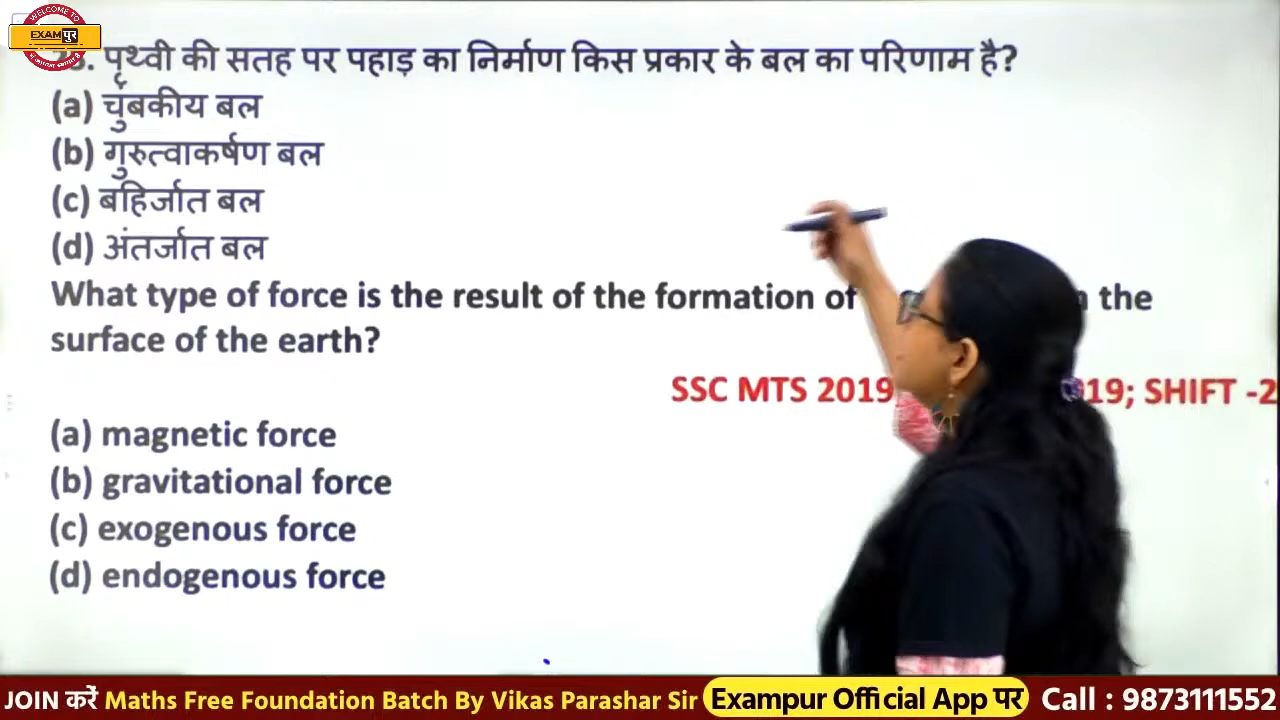 WELCOME TO
EXAMपुर
पृथ्वी की सतह पर पहाड़ का निर्माण किस प्रकार के बल का परिणाम है?
(a) चुंबकीय बल
(b) गुरुत्वाकर्षण बल
(c) बहिर्जात बल
(d) अंतर्जात बल
What type of force is the result of the formation of the
surface of the earth?
SSC MTS 2019 19; SHIFT -2
(a) magnetic force
(b) gravitational force
(c) exogenous force
(d) endogenous force
JOIN करें Maths Free Foundation Batch By Vikas Parashar Sir Exampur Official App पर Call : 9873111552